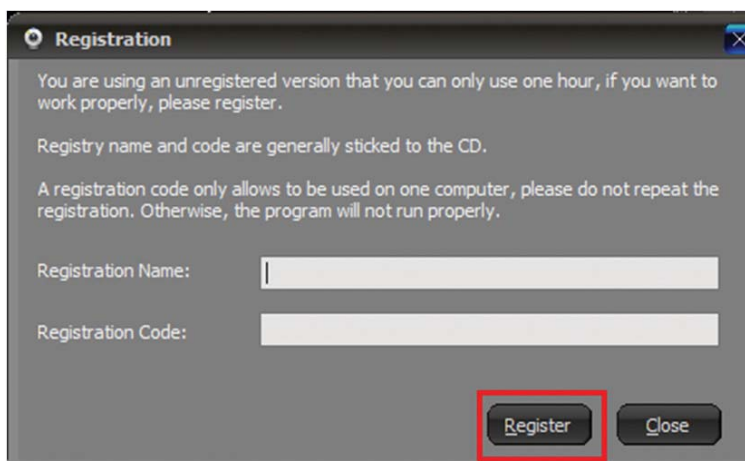 Registration
You are using an unregistered version that you can only use one hour, if you want to
work properly, please register.
Registry name and code are generally sticked to the CD.
A registration code only allows to be used on one computer, please do not repeat the
registration. Otherwise, the program will not run properly.
Registration Name:
Registration Code:
Register Close